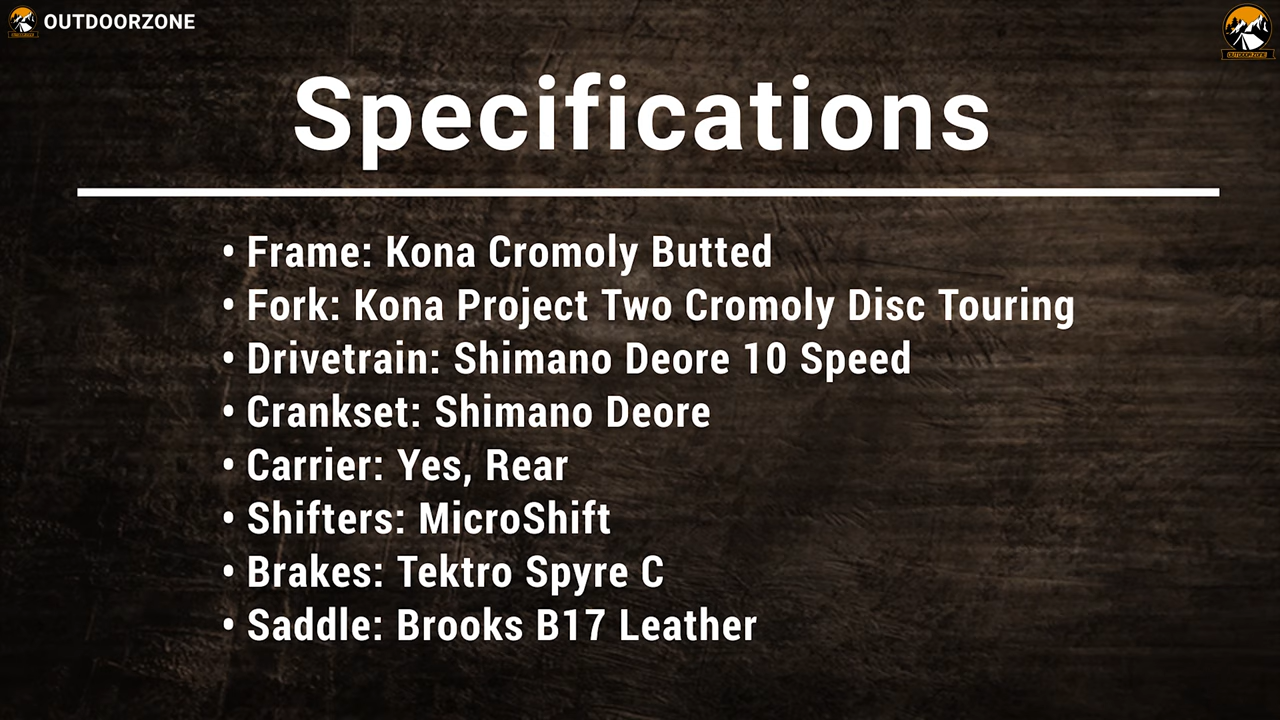 OUTDOORZONE
OUTDOORZONE
Specifications
• Frame: Kona Cromoly Butted
• Fork: Kona Project Two Cromoly Disc Touring
• Drivetrain: Shimano Deore 10 Speed
• Crankset: Shimano Deore
• Carrier: Yes, Rear
• Shifters: MicroShift
• Brakes: Tektro Spyre C
• Saddle: Brooks B17 Leather